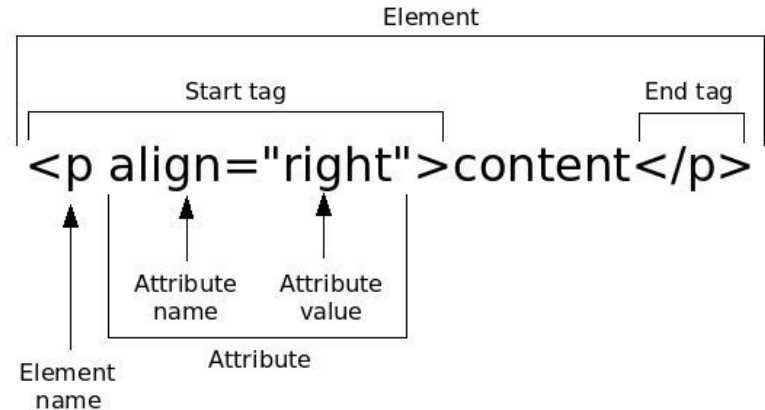 Element
Start tag
End tag
<p align="right">content</p>
Attribute
name
Attribute
value
Attribute
Element
name